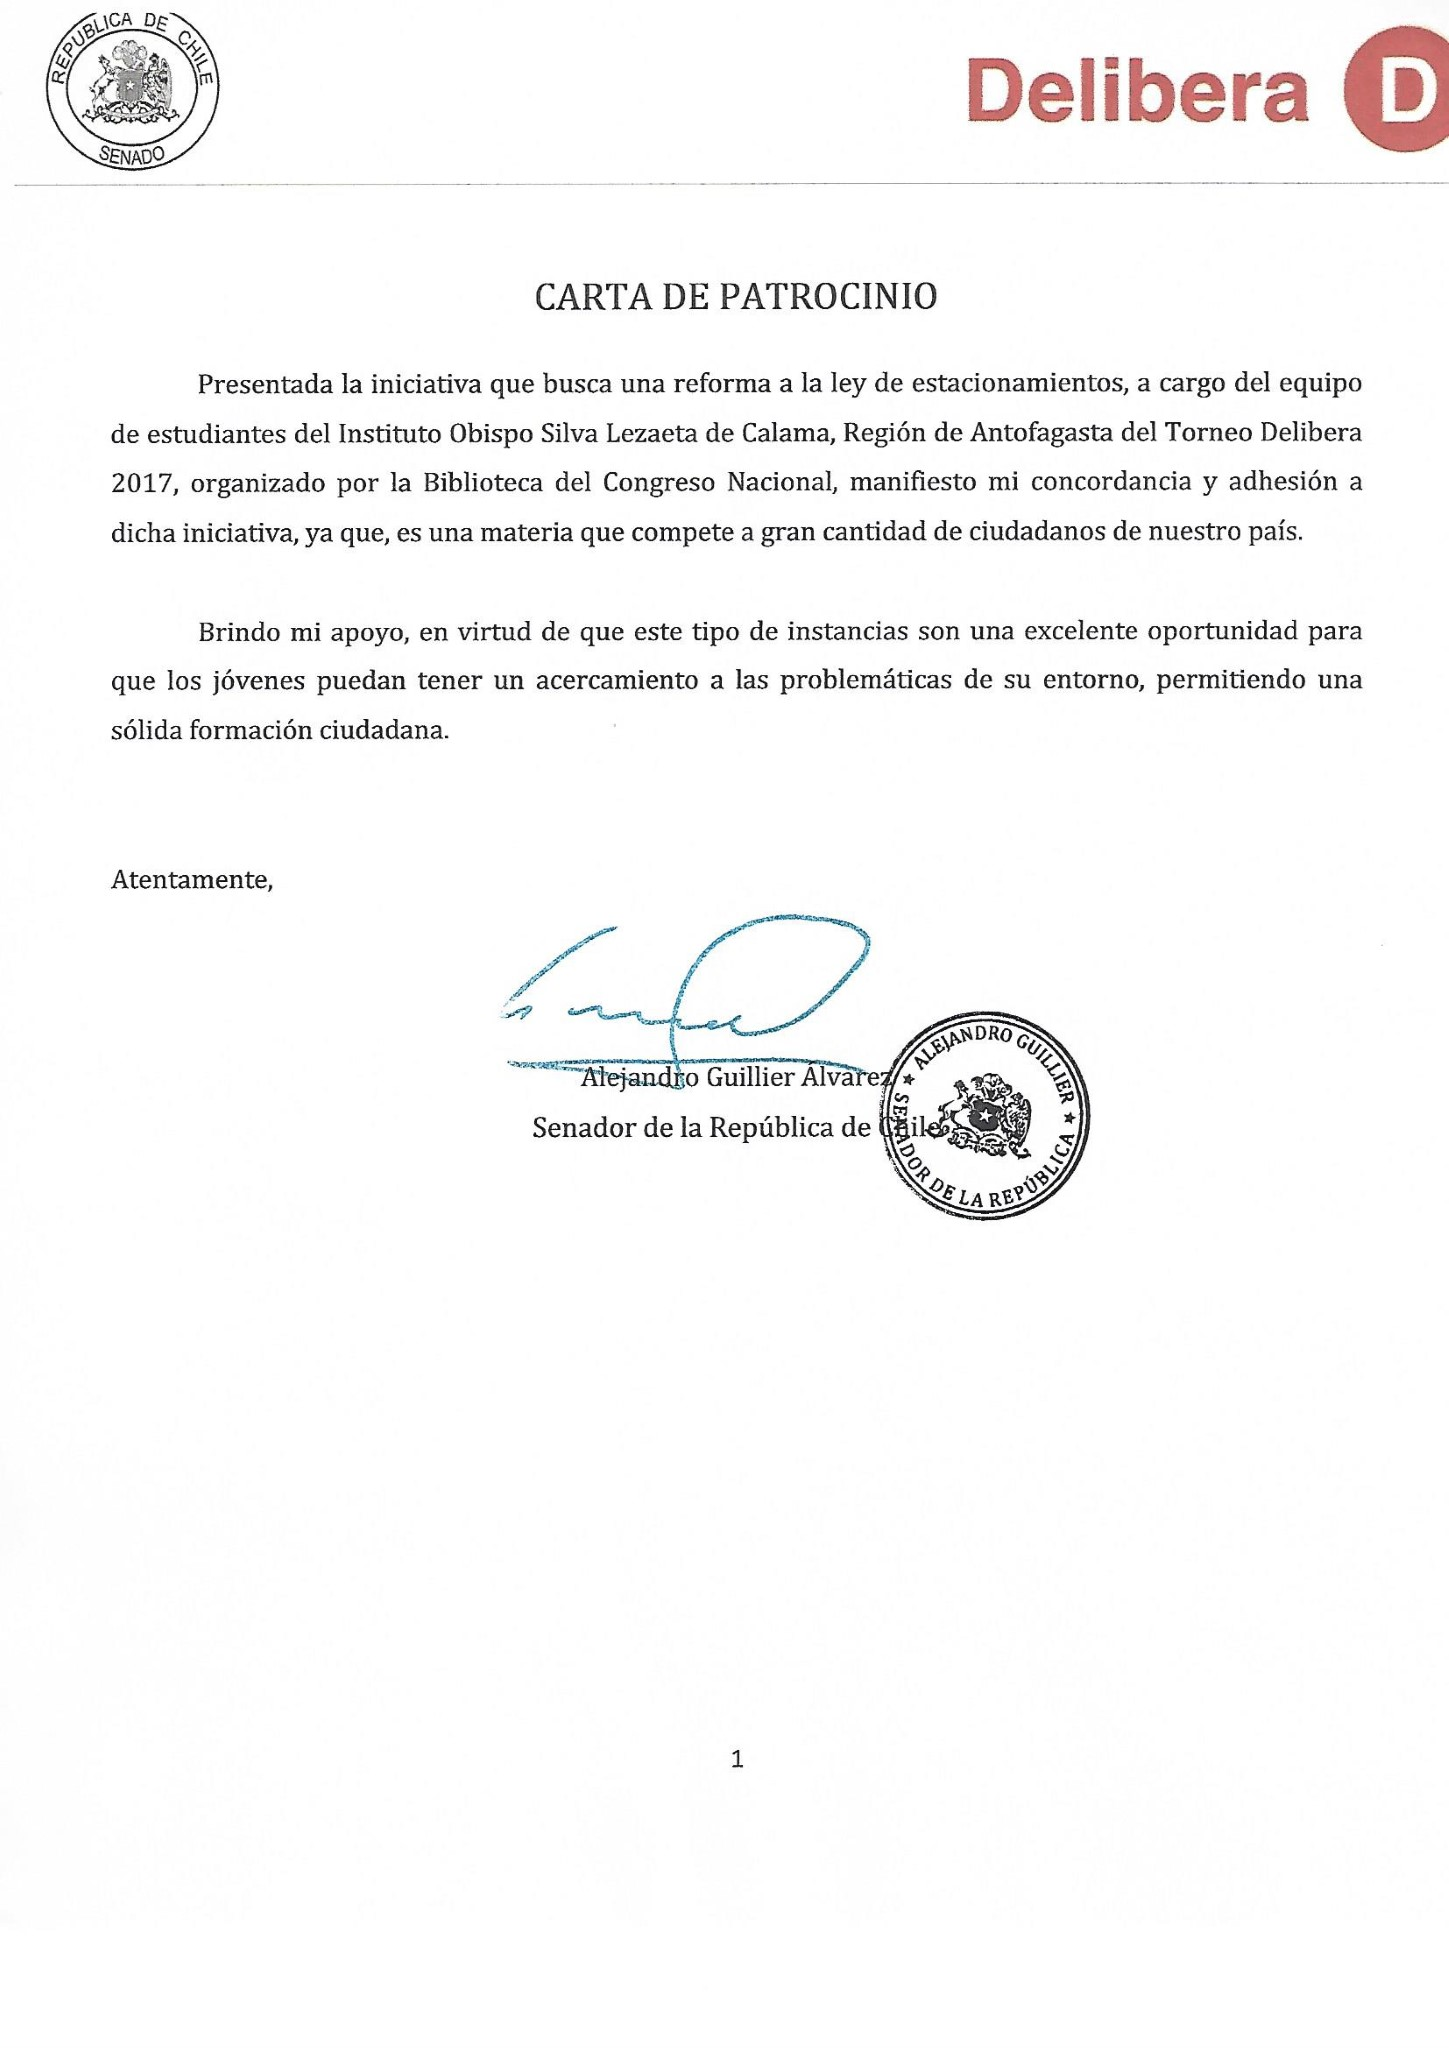 REPUBLICA DE CHILE
SENADO
Delibera D
CARTA DE PATROCINIO
Presentada la iniciativa que busca una reforma a la ley de estacionamientos, a cargo del equipo
de estudiantes del Instituto Obispo Silva Lezaeta de Calama, Región de Antofagasta del Torneo Delibera
2017, organizado por la Biblioteca del Congreso Nacional, manifiesto mi concordancia y adhesión a
dicha iniciativa, ya que, es una materia que compete a gran cantidad de ciudadanos de nuestro país.
Brindo mi apoyo, en virtud de que este tipo de instancias son una excelente oportunidad para
que los jóvenes puedan tener un acercamiento a las problemáticas de su entorno, permitiendo una
sólida formación ciudadana.
Atentamente,
Alejandro Guillier Álvarez
Senador de la República de Chile
ALEJANDRO GUILLIER
SENADOR DE LA REPÚBLICA
1